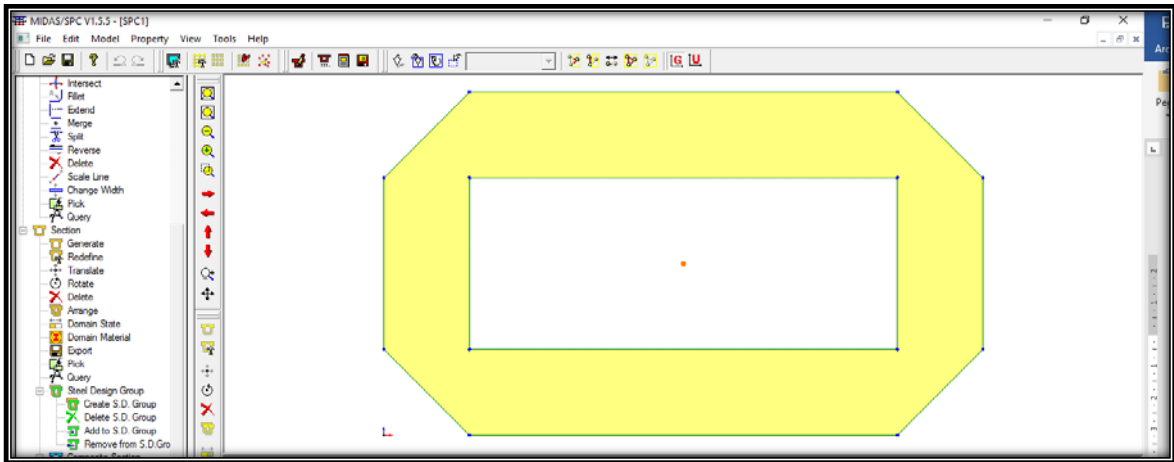 MIDAS/SPC V1.5.5 - [SPC1]
File Edit Model Property View Tools Help
Intersect
Fillet
Extend
Merge
Split
Reverse
Delete
Scale Line
Change Width
Pick
Query
Section
Generate
Redefine
Translate
Rotate
Delete
Arrange
Domain State
Domain Material
Export
Pick
Query
Steel Design Group
Create S.D. Group
Delete S.D. Group
Add to S.D. Group
Remove from S.D.Gro